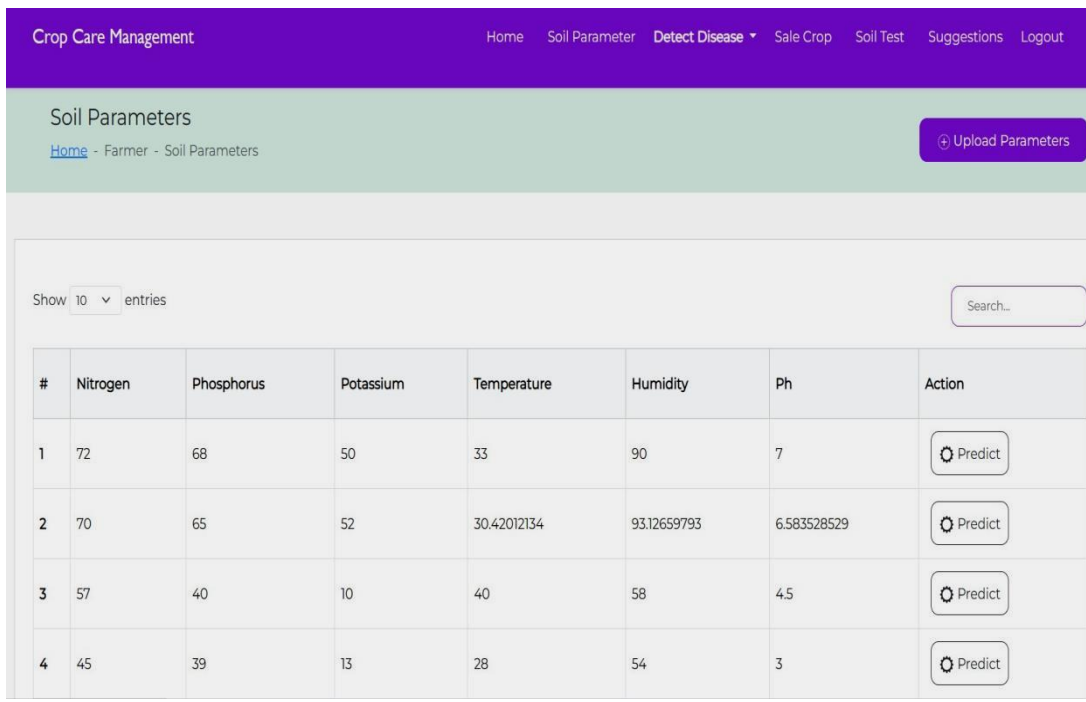 Crop Care Management Home Soil Parameter Detect Disease Sale Crop Soil Test Suggestions Logout
Soil Parameters
Home - Farmer - Soil Parameters
Upload Parameters
Show 10 entries
Search...
# Nitrogen Phosphorus Potassium Temperature Humidity Ph Action
1 72 68 50 33 90 7 Predict
2 70 65 52 30.42012134 93.12659793 6.583528529 Predict
3 57 40 10 40 58 4.5 Predict
4 45 39 13 28 54 3 Predict